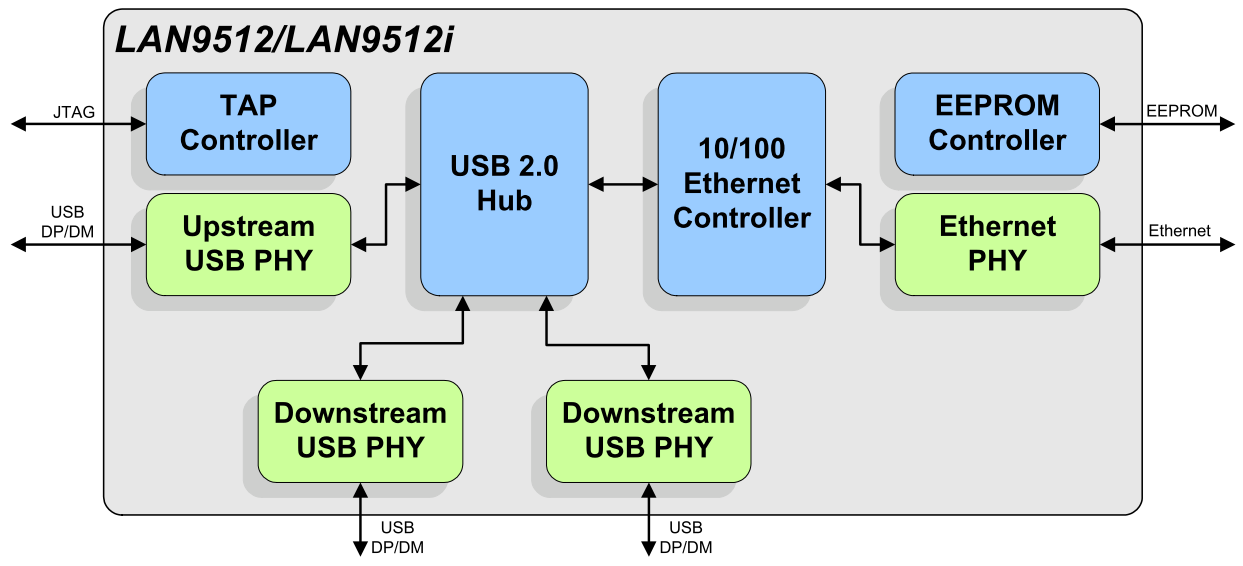 LAN9512/LAN9512i
JTAG
TAP
Controller
USB 2.0
Hub
10/100
Ethernet
Controller
EEPROM
Controller
EEPROM
USB
DP/DM
Upstream
USB PHY
Ethernet
PHY
Ethernet
Downstream
USB PHY
Downstream
USB PHY
USB
DP/DM
USB
DP/DM